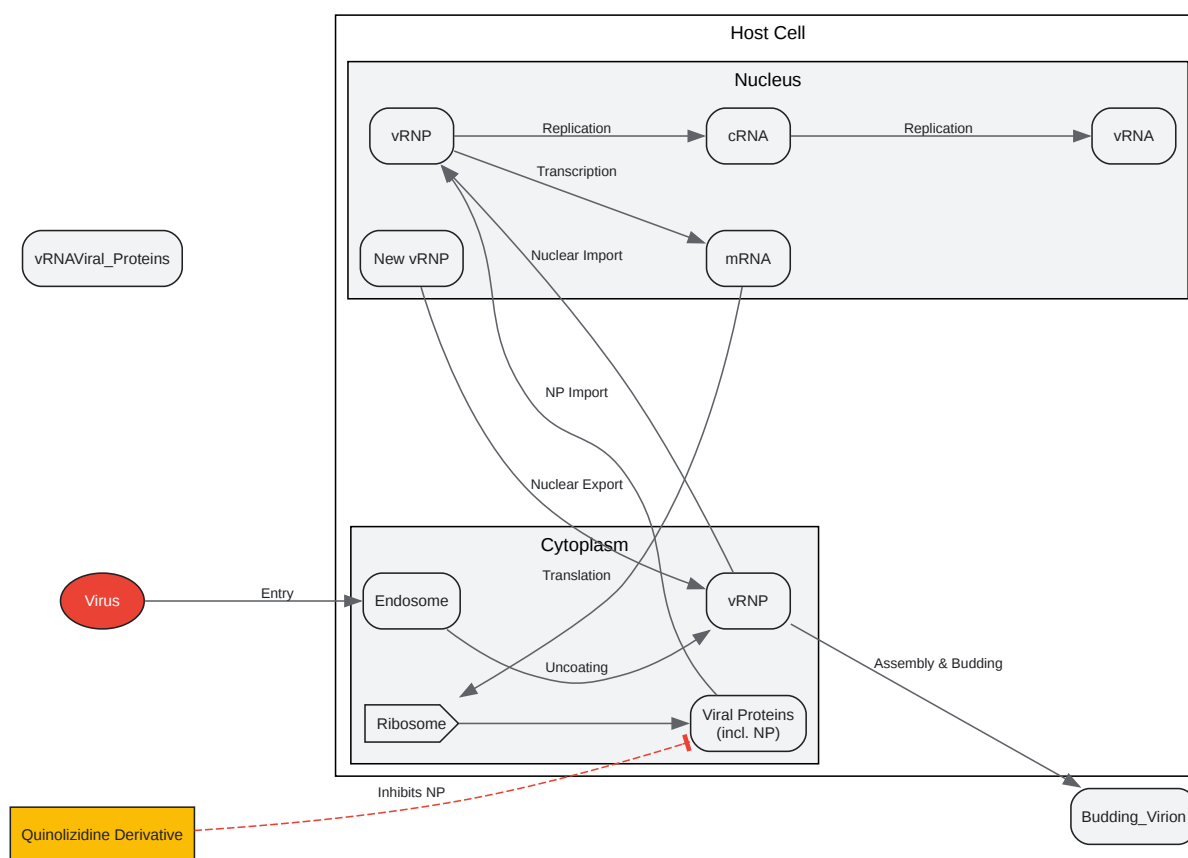 Host Cell
Nucleus
vRNP
Replication
cRNA
Replication
vRNA
Transcription
vRNAViral_Proteins
New vRNP
Nuclear Import
mRNA
NP Import
Nuclear Export
Cytoplasm
Translation
Virus
Entry
Endosome
vRNP
Uncoating
Assembly & Budding
Ribosome
Viral Proteins
(incl. NP)
Inhibits NP
Budding_Virion
Quinolizidine Derivative